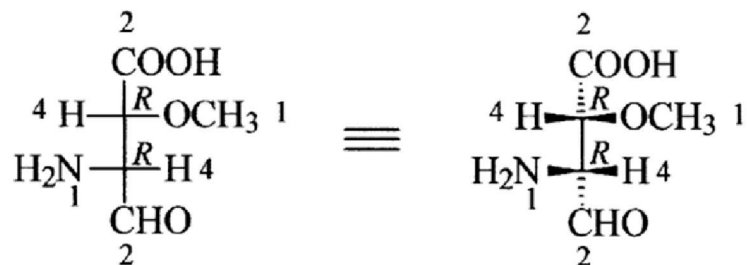 2 2
COOH COOH
4 H R OCH3 1 4 H R OCH3 1
≡
H2N R H 4 H2N R H 4
1 1
CHO CHO
2 2